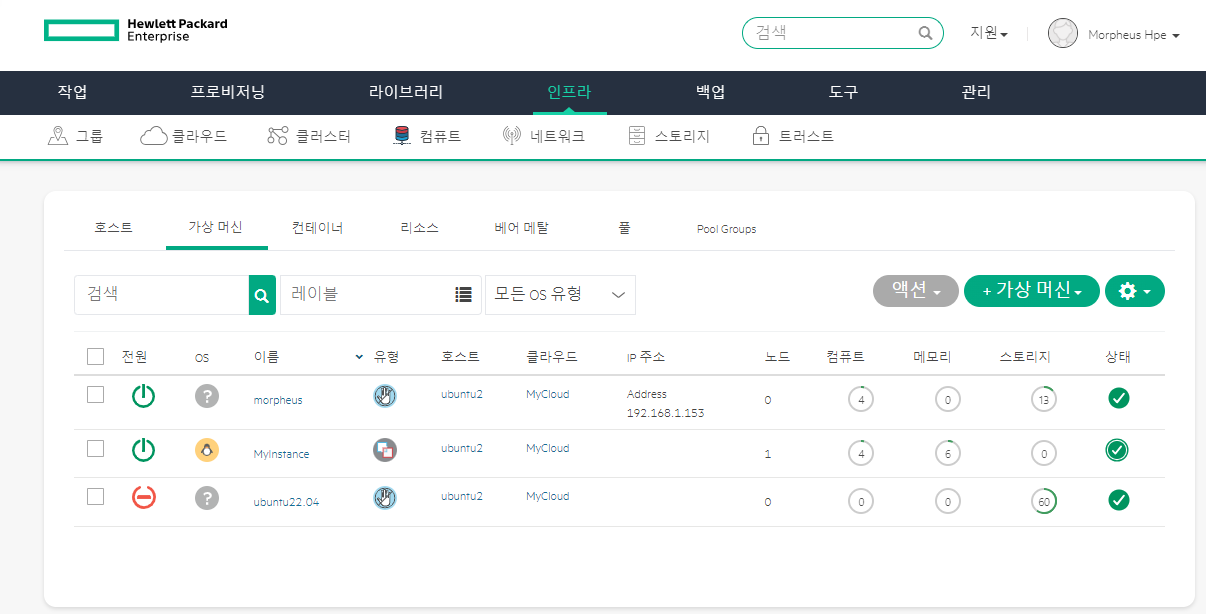 Hewlett Packard
Enterprise
검색
지원
Morpheus Hpe
작업 프로비저닝 라이브러리 인프라 백업 도구 관리
그룹 클라우드 클러스터 컴퓨트 네트워크 스토리지 트러스트
호스트 가상 머신 컨테이너 리소스 베어 메탈 풀 Pool Groups
검색 레이블 모든 OS 유형 액션 + 가상 머신
전원 OS 이름 유형 호스트 클라우드 IP 주소 노드 컴퓨트 메모리 스토리지 상태
? morpheus ubuntu2 MyCloud Address 0 4 0 13
192.168.1.153
MyInstance ubuntu2 MyCloud 1 4 6 0
? ubuntu22.04 ubuntu2 MyCloud 0 0 0 60